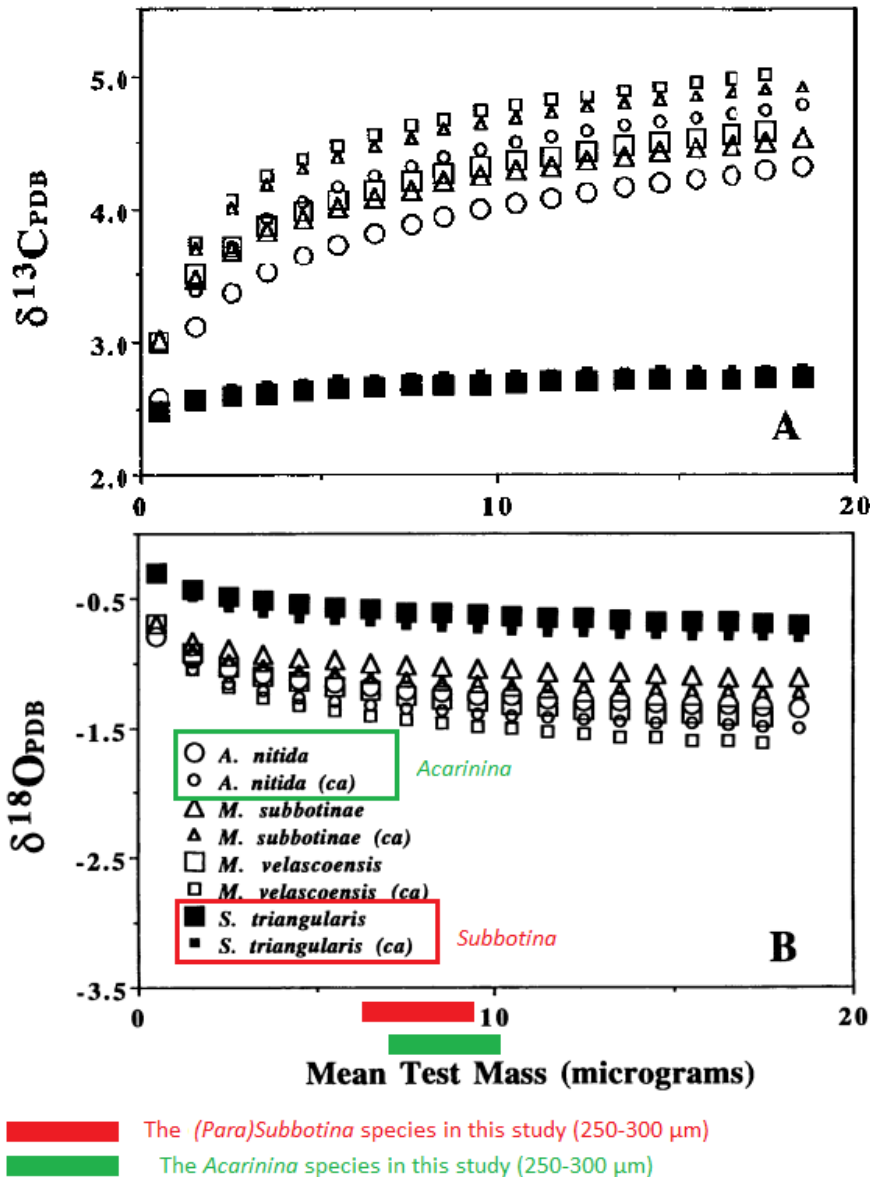 5.0
4.0
3.0
2.0
δ13CPDB
A
0 10 20
-0.5
-1.5
-2.5
-3.5
δ18OPDB
A. nitida
A. nitida (ca)
Acarinina
M. subbotinae
M. subbotinae (ca)
M. velascoensis
M. velascoensis (ca)
S. triangularis
S. triangularis (ca)
Subbotina
B
0 10 20
Mean Test Mass (micrograms)
The (Para)Subbotina species in this study (250-300 μm)
The Acarinina species in this study (250-300 μm)